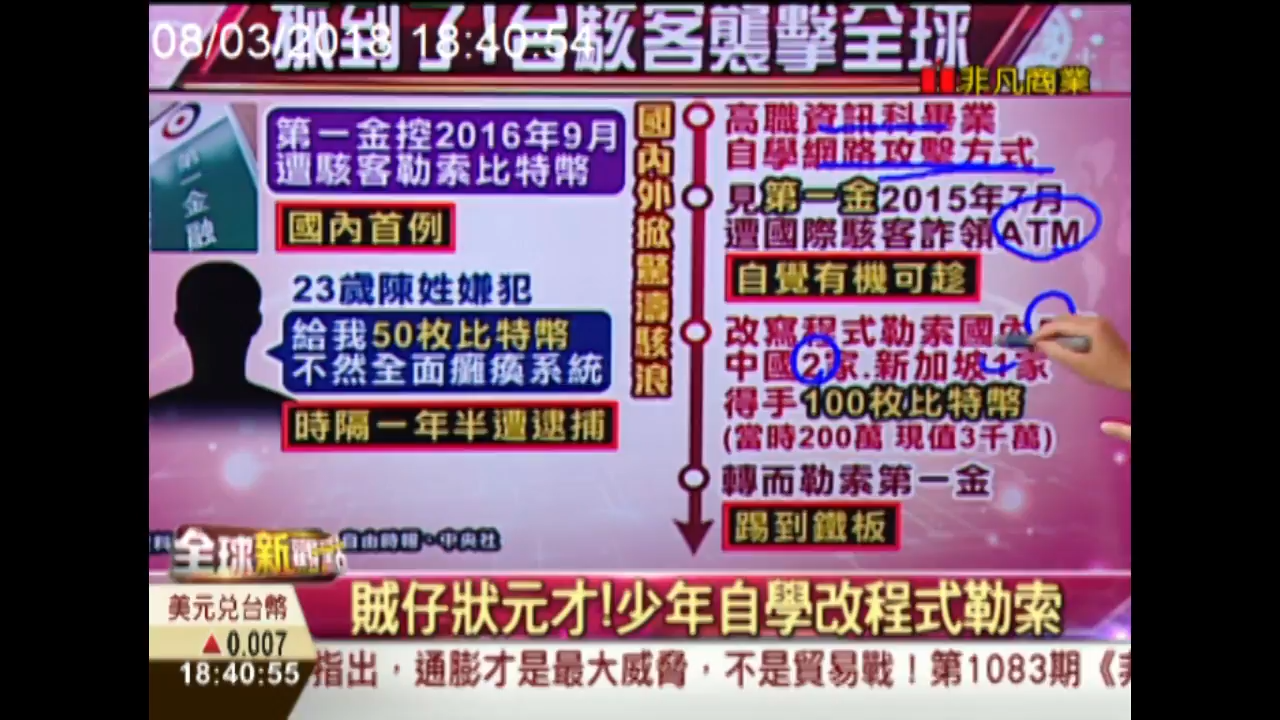 抓到了!台駭客襲擊全球
08/03/2018 18:40:54
非凡商業
第一金融
第一金控2016年9月
遭駭客勒索比特幣
國內首例
23歲陳姓嫌犯
給我50枚比特幣
不然全面癱瘓系統
時隔一年半遭逮捕
國內外掀驚濤駭浪
高職資訊科畢業
自學網路攻擊方式
見第一金2015年7月
遭國際駭客詐領ATM
自覺有機可趁
改寫程式勒索國內
中國2家.新加坡1家
得手100枚比特幣
(當時200萬 現值3千萬)
轉而勒索第一金
踢到鐵板
自由時報、中央社
全球新觀點
美元兌台幣
▲0.007
18:40:55
賊仔狀元才!少年自學改程式勒索
指出，通膨才是最大威脅，不是貿易戰！第1083期《